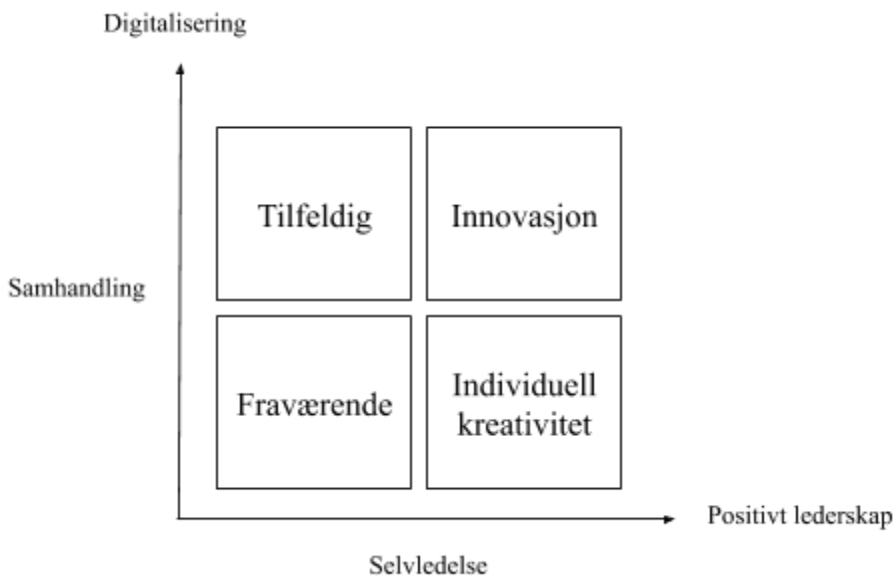 Digitalisering
Tilfeldig
Innovasjon
Samhandling
Fraværende
Individuell
kreativitet
Positivt lederskap
Selvledelse